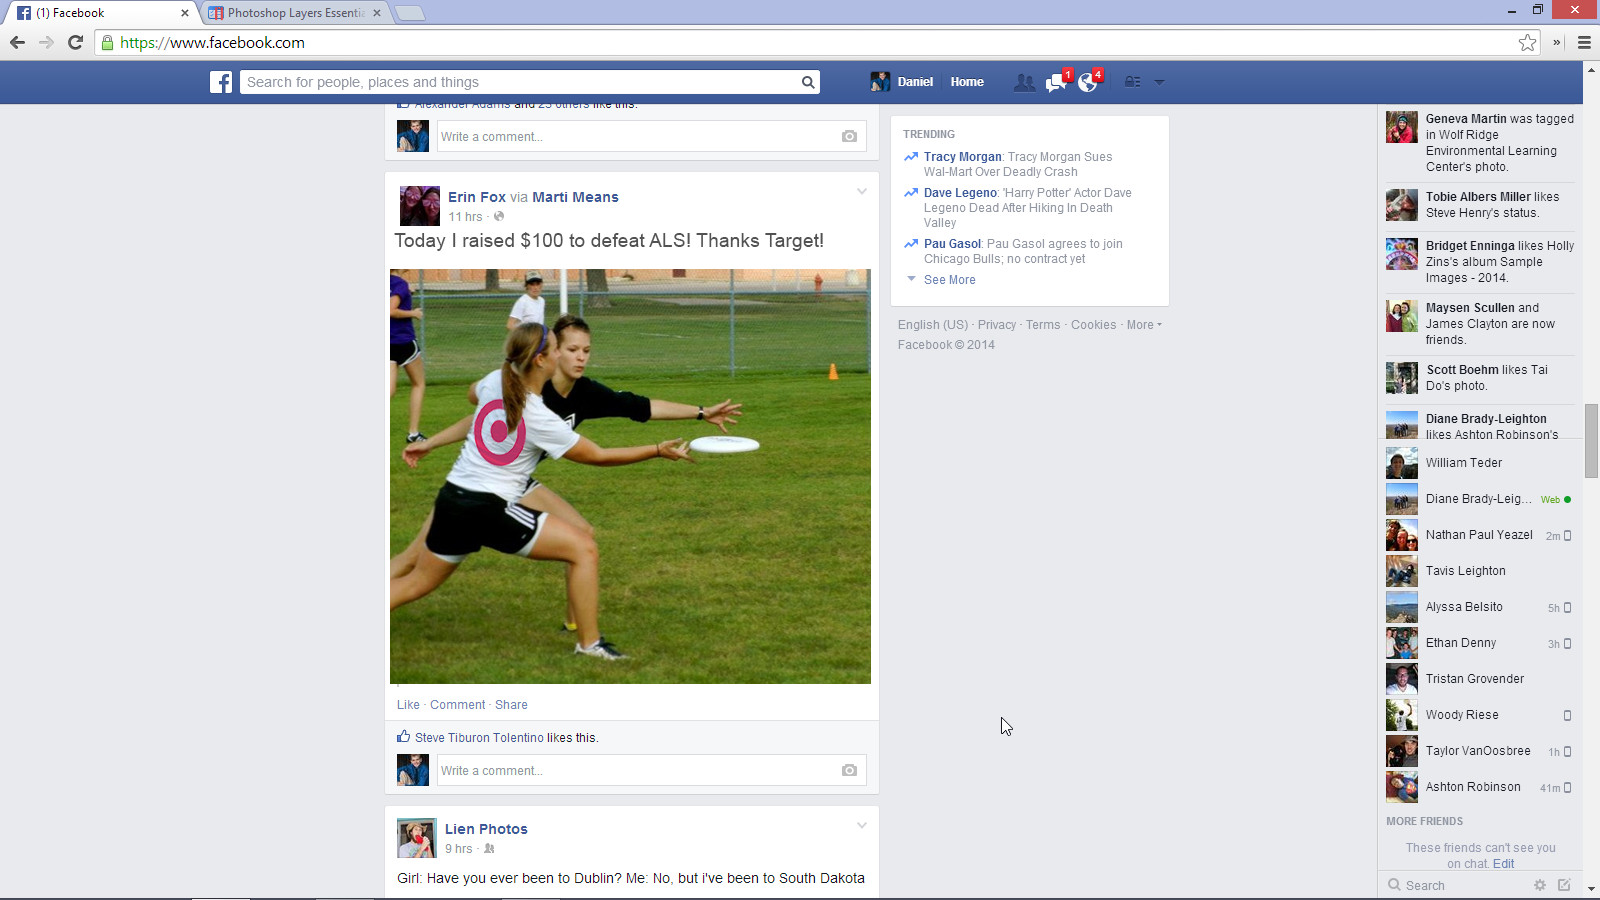 (1) Facebook
Photoshop Layers Essenti
https://www.facebook.com
Search for people, places and things
Daniel
Home
1
4
Alexander Adams and 23 others like this.
Write a comment...
Erin Fox via Marti Means
11 hrs ·
Today I raised $100 to defeat ALS! Thanks Target!
Like · Comment · Share
Steve Tiburon Tolentino likes this.
Write a comment...
Lien Photos
9 hrs ·
Girl: Have you ever been to Dublin? Me: No, but i've been to South Dakota
TRENDING
Tracy Morgan: Tracy Morgan Sues
Wal-Mart Over Deadly Crash
Dave Legeno: 'Harry Potter' Actor Dave
Legeno Dead After Hiking In Death
Valley
Pau Gasol: Pau Gasol agrees to join
Chicago Bulls; no contract yet
See More
English (US) · Privacy · Terms · Cookies · More
Facebook © 2014
Geneva Martin was tagged
in Wolf Ridge
Environmental Learning
Center's photo.
Tobie Albers Miller likes
Steve Henry's status.
Bridget Enninga likes Holly
Zins's album Sample
Images - 2014.
Maysen Scullen and
James Clayton are now
friends.
Scott Boehm likes Tai
Do's photo.
Diane Brady-Leighton
likes Ashton Robinson's
William Teder
Diane Brady-Leig... Web
Nathan Paul Yeazel 2m
Tavis Leighton
Alyssa Belsito 5h
Ethan Denny 3h
Tristan Grovender
Woody Riese
Taylor VanOosbree 1h
Ashton Robinson 41m
MORE FRIENDS
These friends can't see you
on chat. Edit
Search